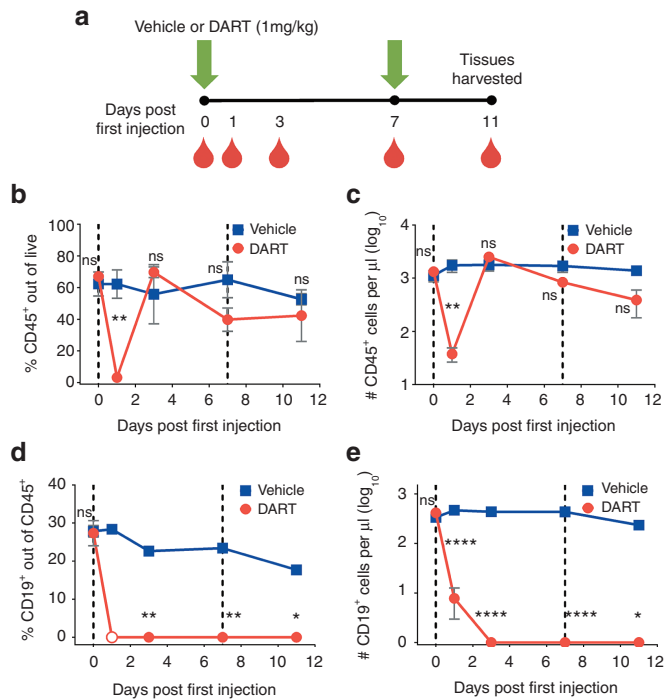 a
Vehicle or DART (1mg/kg)
Tissues
harvested
Days post
first injection
0 1 3 7 11
b
% CD45⁺ out of live
100
80
60
40
20
0
ns
**
ns
ns
ns
Vehicle
DART
0 2 4 6 8 10 12
Days post first injection
c
# CD45⁺ cells per µl (log₁₀)
4
3
2
1
ns
**
ns
ns
ns
Vehicle
DART
0 2 4 6 8 10 12
Days post first injection
d
% CD19⁺ out of CD45⁺
40
30
20
10
0
ns
**
**
*
Vehicle
DART
0 2 4 6 8 10 12
Days post first injection
e
# CD19⁺ cells per µl (log₁₀)
3
2
1
0
ns
****
****
****
*
Vehicle
DART
0 2 4 6 8 10 12
Days post first injection